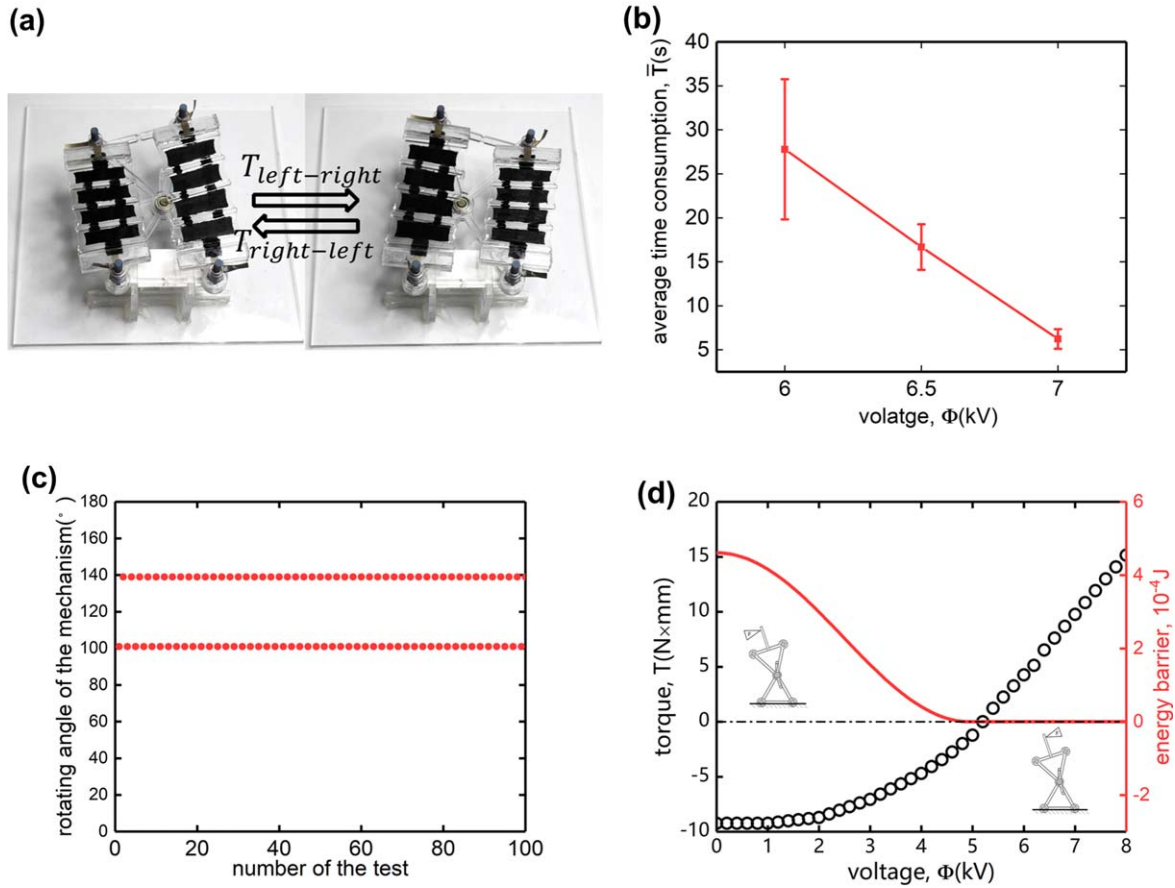 (a)
T_left−right
T_right−left
(b)
average time consumption, T̄(s)
40
35
30
25
20
15
10
5
6 6.5 7
volatge, Φ(kV)
(c)
rotating angle of the mechanism(°)
180
160
140
120
100
80
60
40
20
0
0 20 40 60 80 100
number of the test
(d)
torque, T(N×mm)
20
15
10
5
0
-5
-10
0 1 2 3 4 5 6 7 8
voltage, Φ(kV)
6
4
2
0
-2
energy barrier, 10⁻⁴J